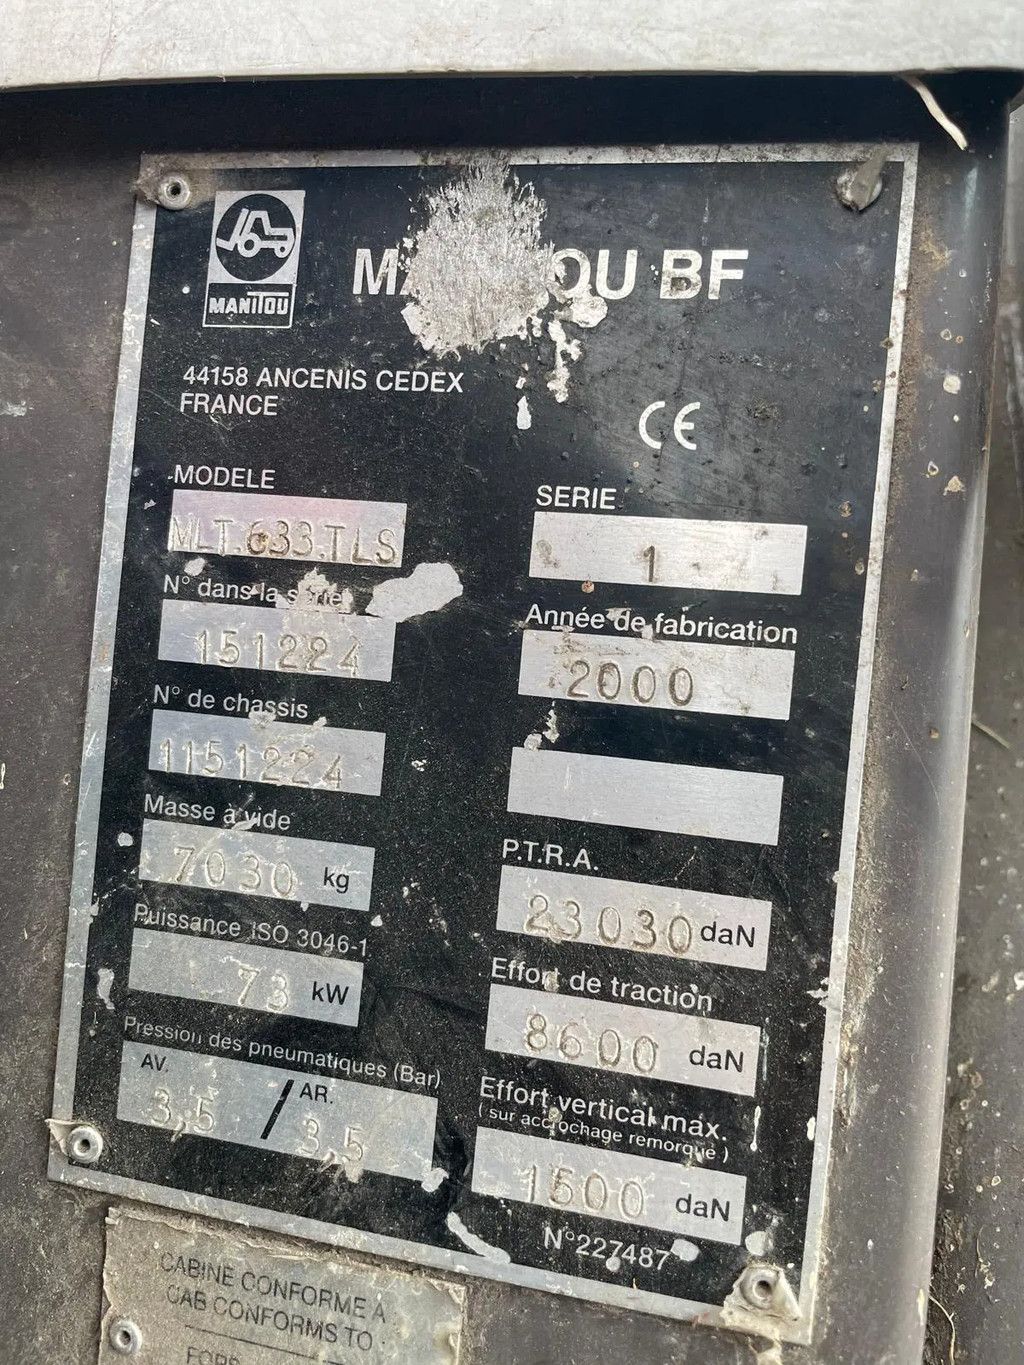 MANITOU
OU BF
44158 ANCENIS CEDEX
FRANCE
CE
MODELE
MLT.633.TLS
SERIE
1
N° dans la série
151224
Année de fabrication
2000
N° de chassis
1151224
Masse à vide
7030 kg
P.T.R.A.
23030 daN
Puissance ISO 3046-1
73 kW
Effort de traction
8600 daN
Pression des pneumatiques (Bar)
AV. / AR.
3,5 3,5
Effort vertical max.
( sur accrochage remorque )
1500 daN
N°227487
CABINE CONFORME A :
CAB CONFORMS TO :